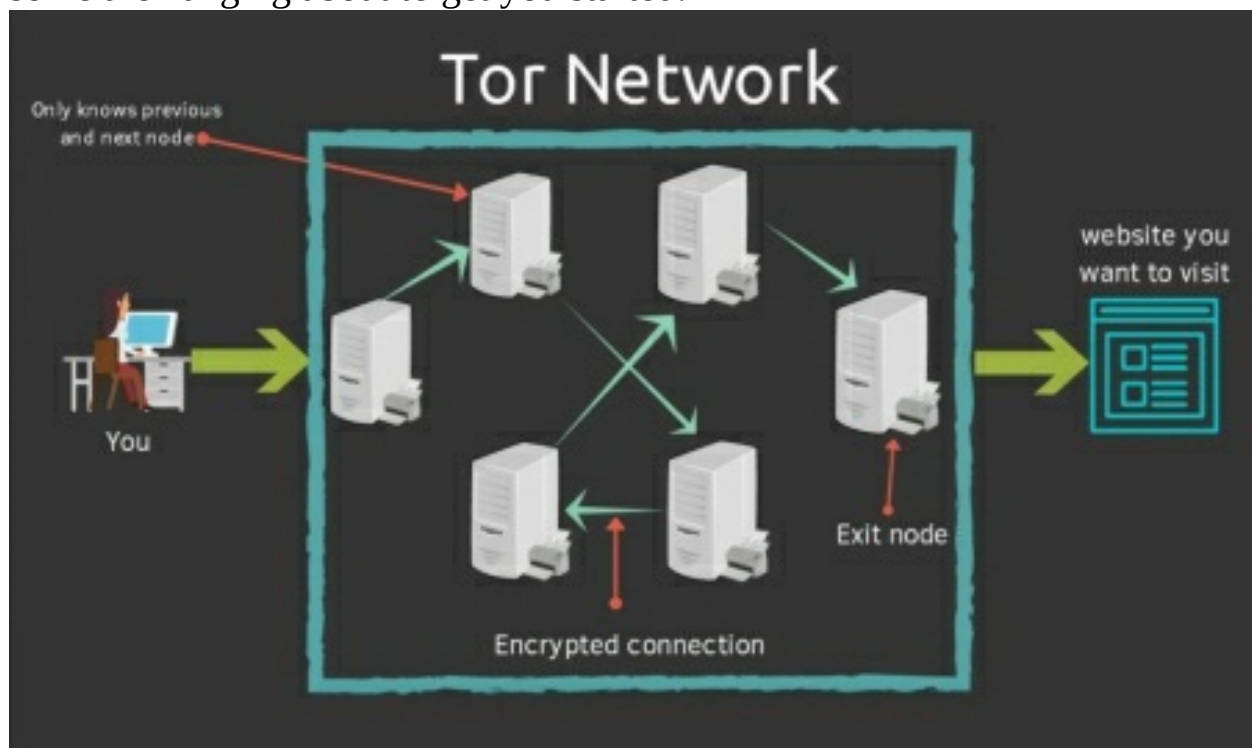 Tor Network
Only knows previous
and next node
website you
want to visit
You
Exit node
Encrypted connection